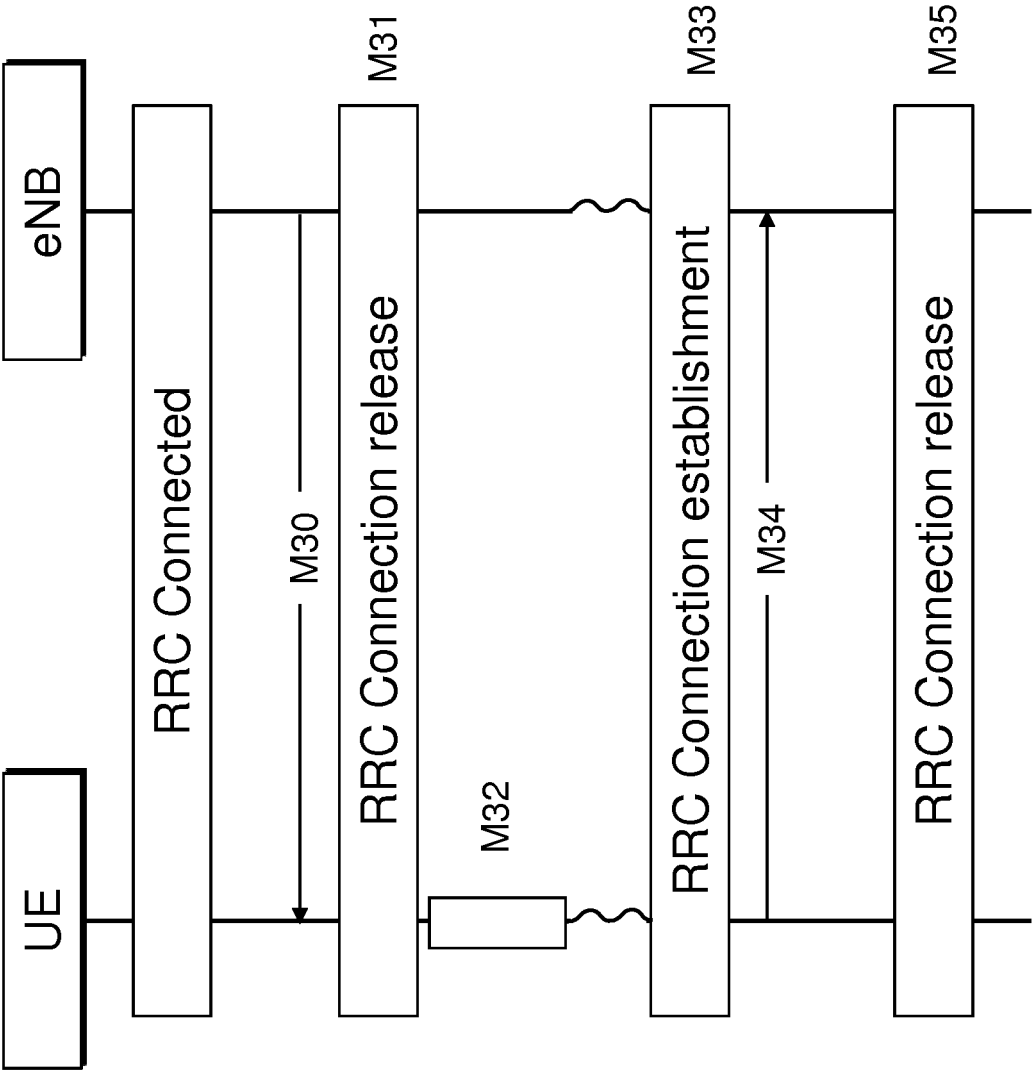 UE
eNB
RRC Connected
M30
RRC Connection release
M31
M32
RRC Connection establishment
M33
M34
RRC Connection release
M35